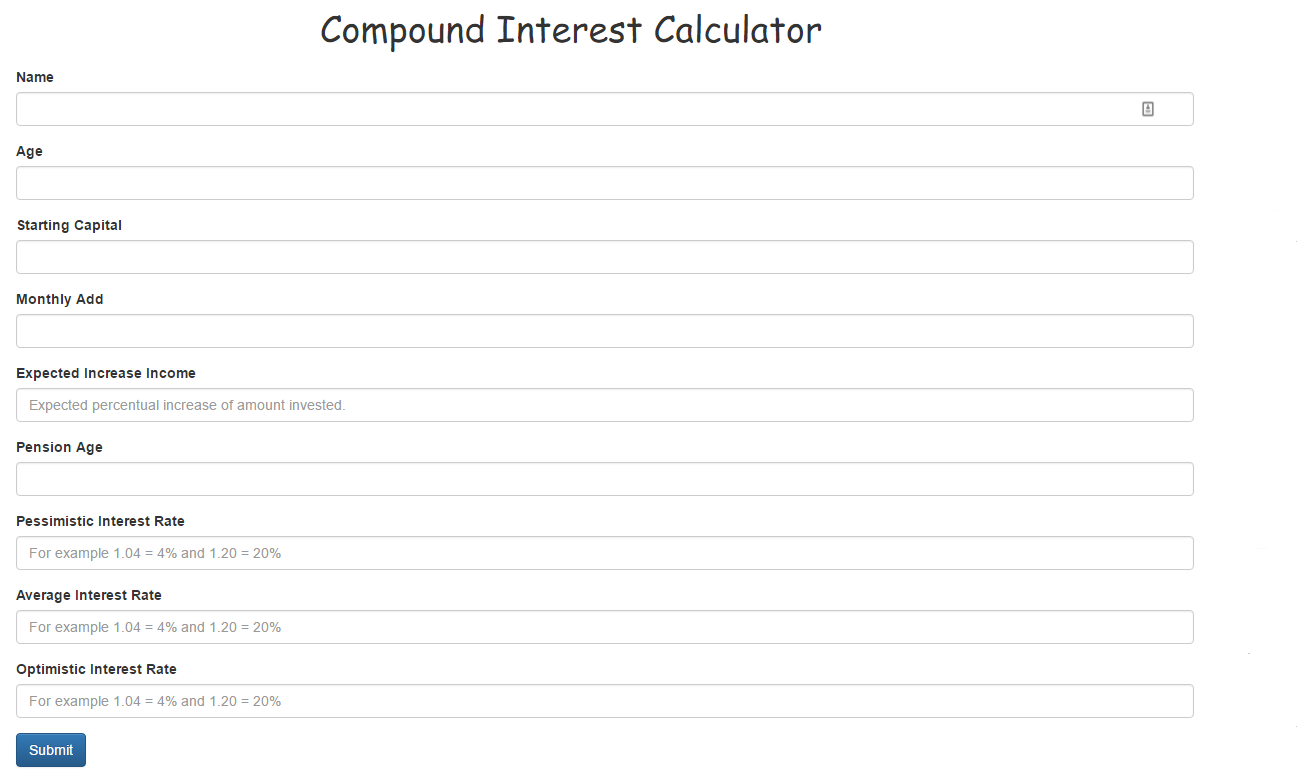 Compound Interest Calculator
Name
Age
Starting Capital
Monthly Add
Expected Increase Income
Expected percentual increase of amount invested.
Pension Age
Pessimistic Interest Rate
For example 1.04 = 4% and 1.20 = 20%
Average Interest Rate
For example 1.04 = 4% and 1.20 = 20%
Optimistic Interest Rate
For example 1.04 = 4% and 1.20 = 20%
Submit